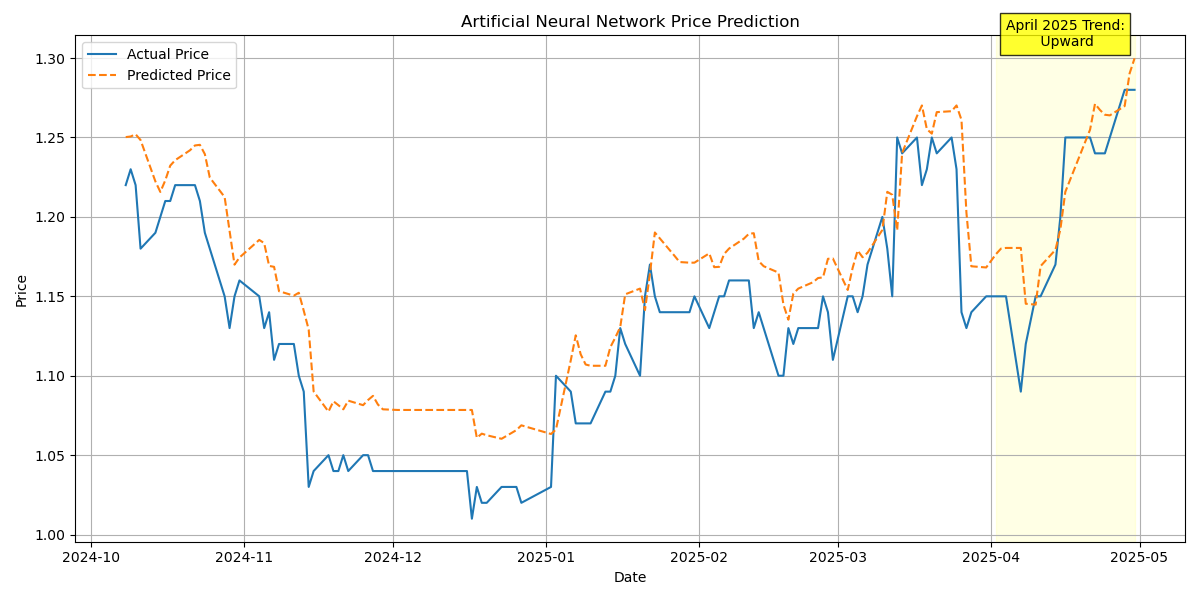 Artificial Neural Network Price Prediction
April 2025 Trend:
Upward
Actual Price
Predicted Price
1.30
1.25
1.20
1.15
1.10
1.05
1.00
Price
2024-10
2024-11
2024-12
2025-01
2025-02
2025-03
2025-04
2025-05
Date